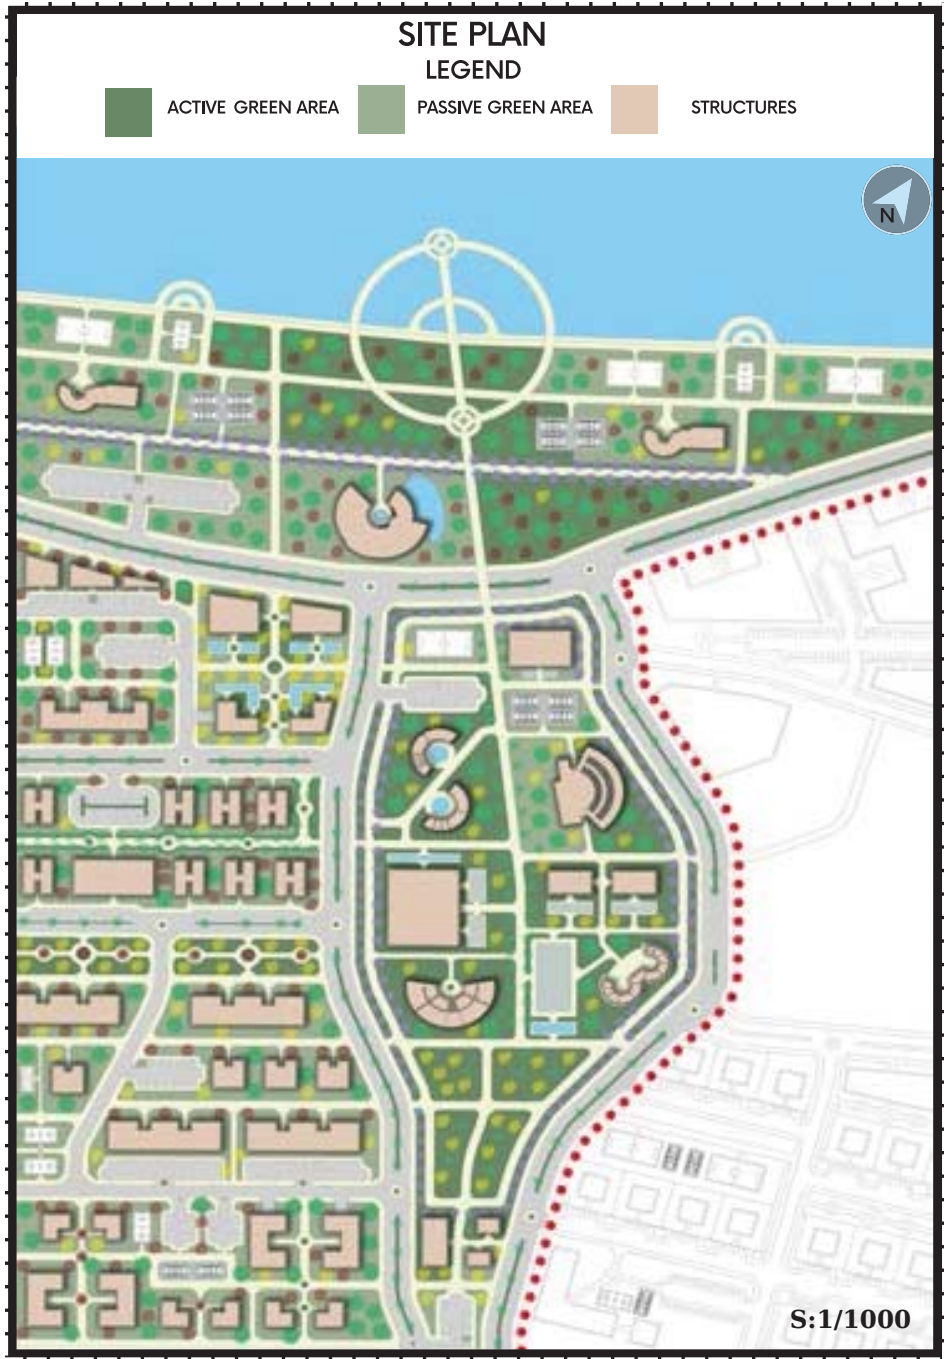 SITE PLAN
LEGEND
ACTIVE GREEN AREA PASSIVE GREEN AREA STRUCTURES
N
S:1/1000